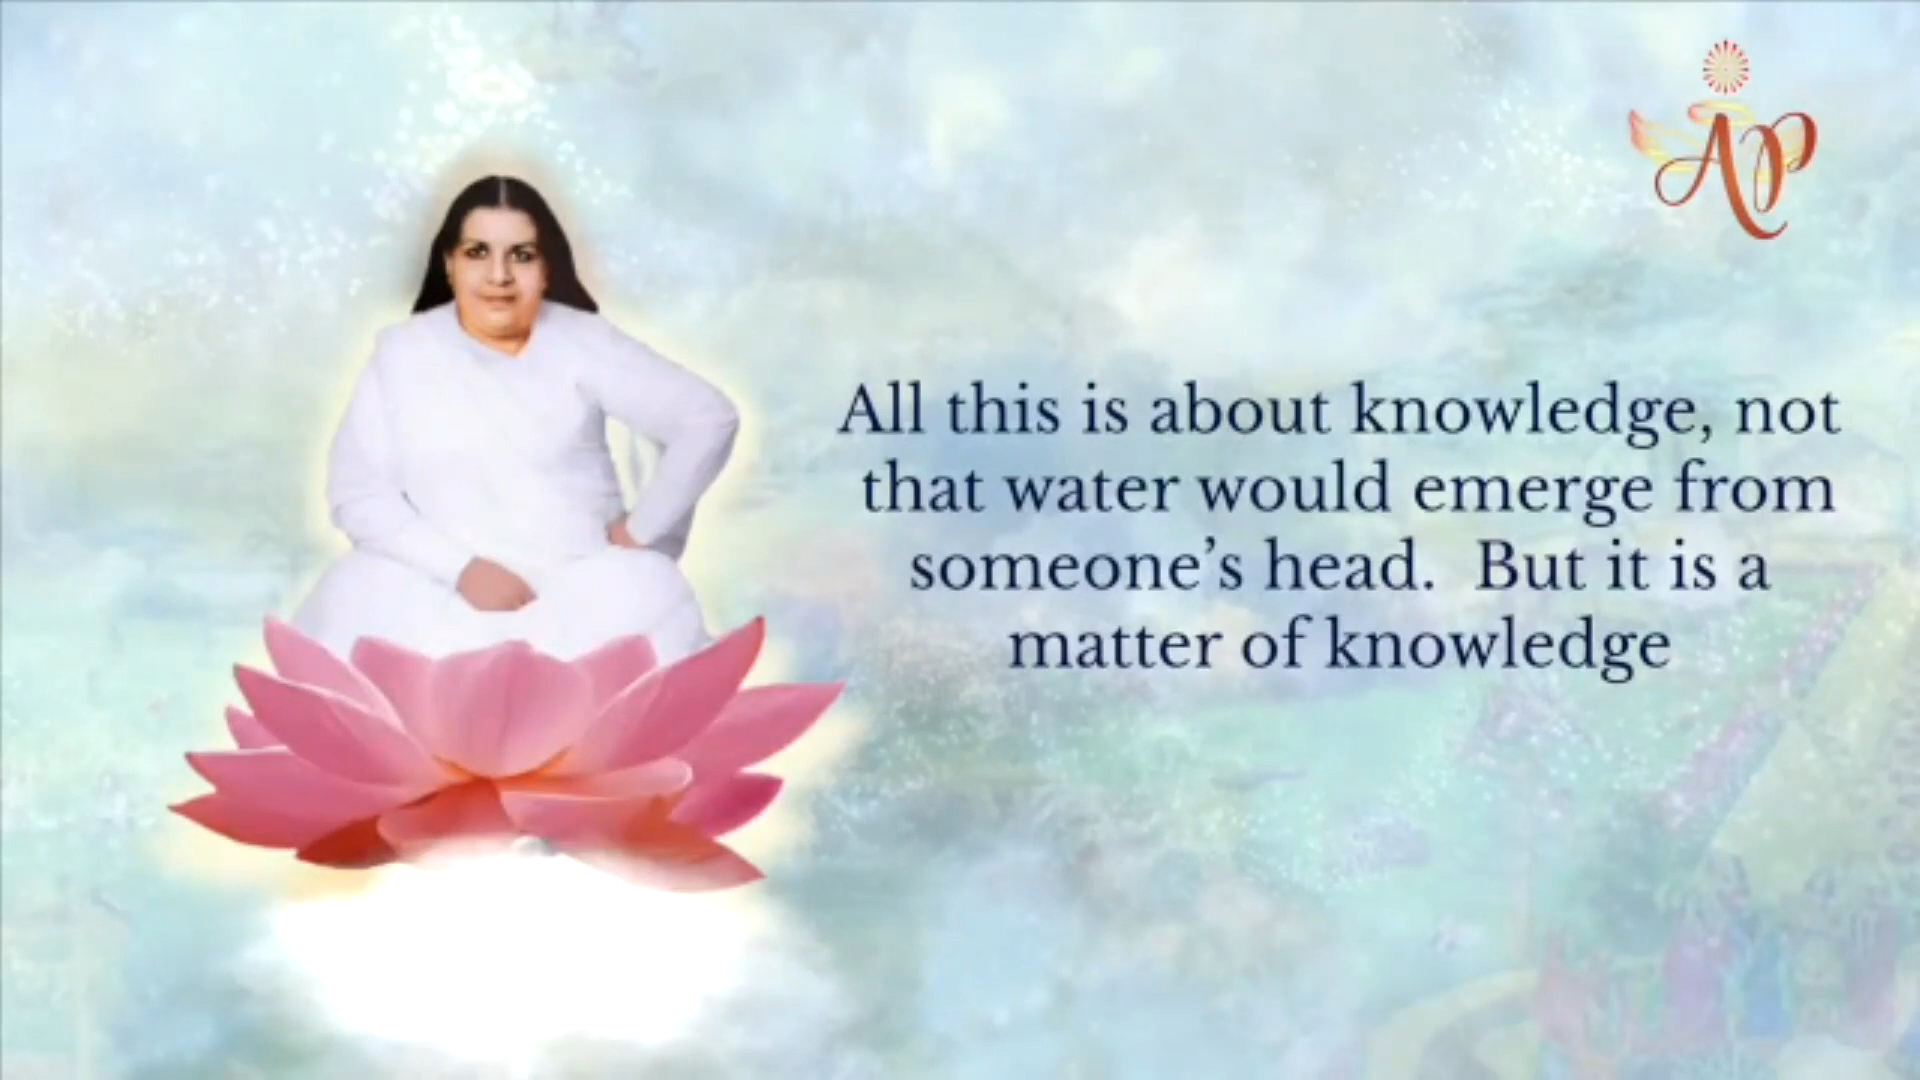 AP
All this is about knowledge, not
that water would emerge from
someone’s head.  But it is a
matter of knowledge